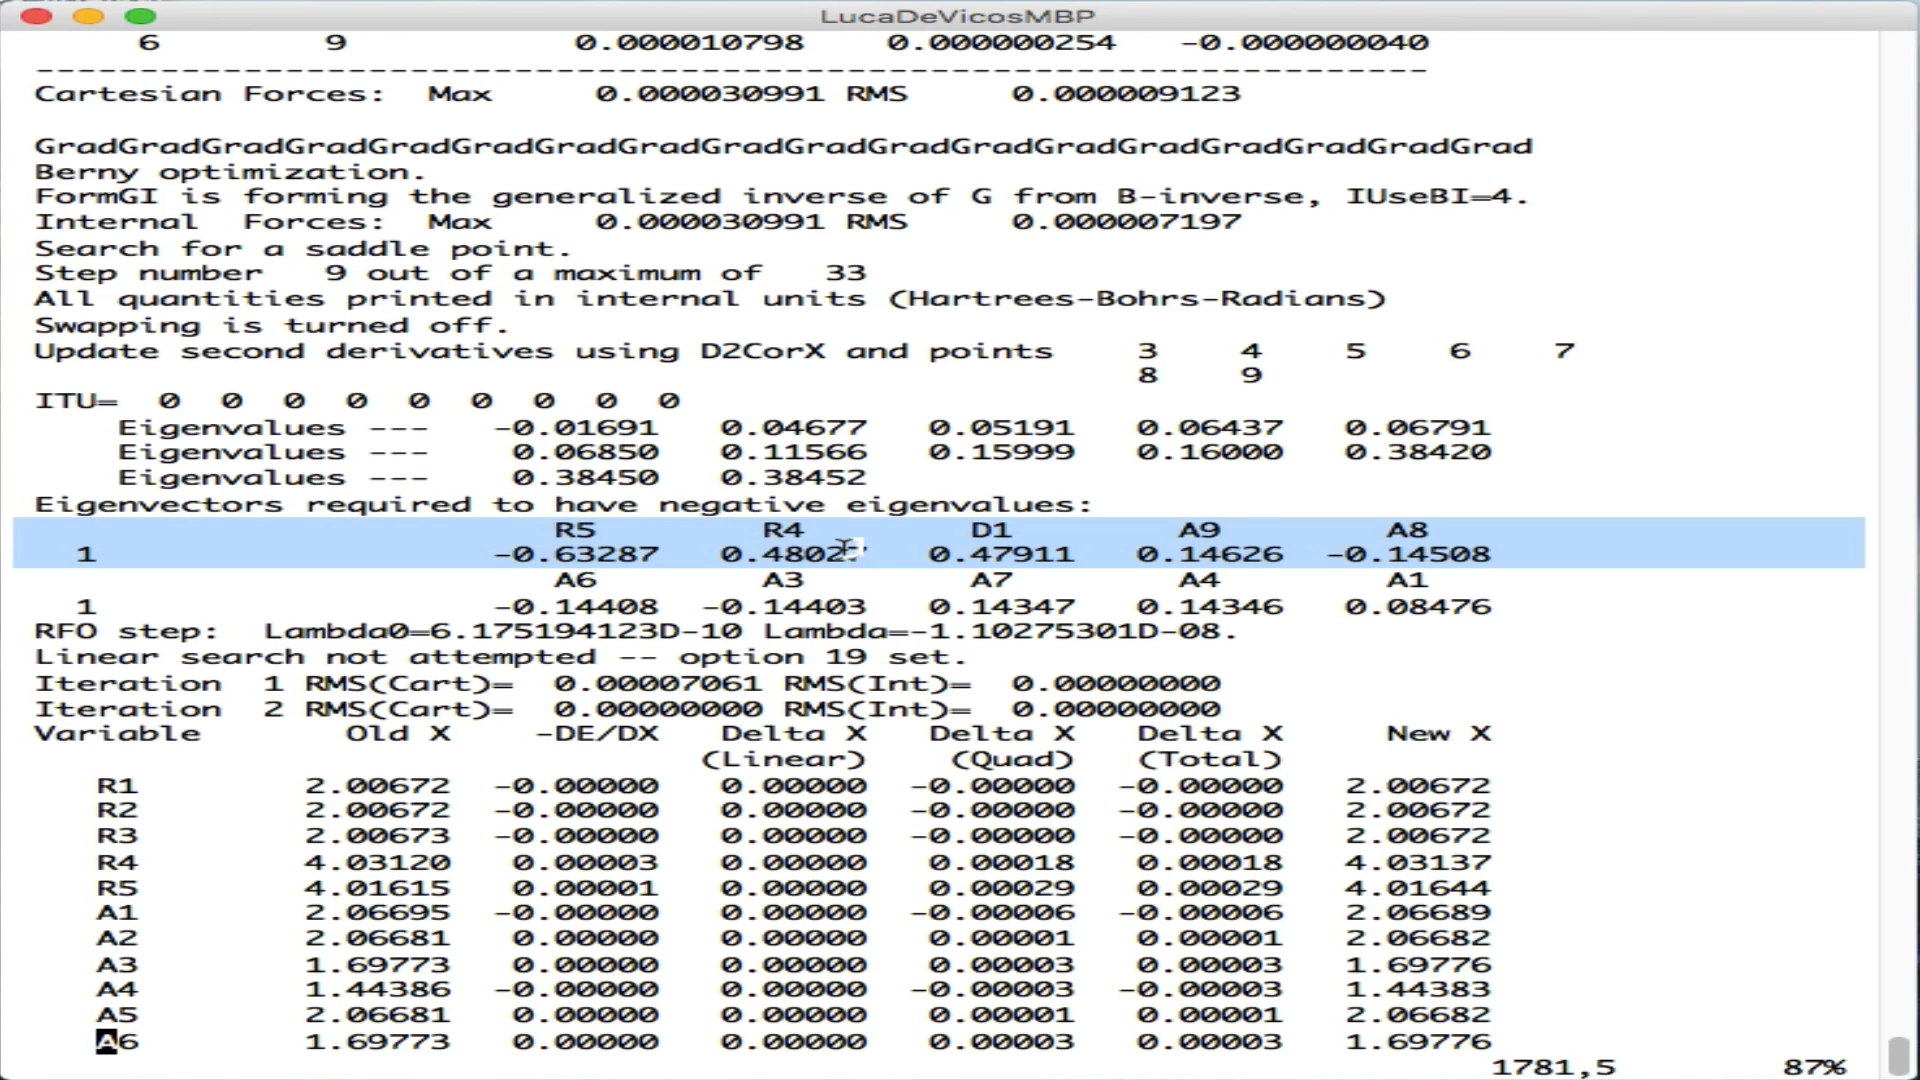 LucaDeVicosMBP
6 9 0.000010798 0.000000254 -0.000000040
-------------------------------------------------------------------
Cartesian Forces: Max 0.000030991 RMS 0.000009123
GradGradGradGradGradGradGradGradGradGradGradGradGradGradGradGradGradGrad
Berny optimization.
FormGI is forming the generalized inverse of G from B-inverse, IUseBI=4.
Internal Forces: Max 0.000030991 RMS 0.000007197
Search for a saddle point.
Step number 9 out of a maximum of 33
All quantities printed in internal units (Hartrees-Bohrs-Radians)
Swapping is turned off.
Update second derivatives using D2CorX and points 3 4 5 6 7
8 9
ITU= 0 0 0 0 0 0 0 0 0
Eigenvalues --- -0.01691 0.04677 0.05191 0.06437 0.06791
Eigenvalues --- 0.06850 0.11566 0.15999 0.16000 0.38420
Eigenvalues --- 0.38450 0.38452
Eigenvectors required to have negative eigenvalues:
R5 R4 D1 A9 A8
1 -0.63287 0.47911 0.14626 -0.14508
A6 A3 A7 A4 A1
1 -0.14408 -0.14403 0.14347 0.14346 0.08476
RFO step: Lambda0=6.175194123D-10 Lambda=-1.10275301D-08.
Linear search not attempted -- option 19 set.
Iteration 1 RMS(Cart)= 0.00007061 RMS(Int)= 0.00000000
Iteration 2 RMS(Cart)= 0.00000000 RMS(Int)= 0.00000000
Variable Old X -DE/DX Delta X Delta X Delta X New X
(Linear) (Quad) (Total)
R1 2.00672 -0.00000 0.00000 -0.00000 -0.00000 2.00672
R2 2.00672 -0.00000 0.00000 -0.00000 -0.00000 2.00672
R3 2.00673 -0.00000 0.00000 -0.00000 -0.00000 2.00672
R4 4.03120 0.00003 0.00000 0.00018 0.00018 4.03137
R5 4.01615 0.00001 0.00000 0.00029 0.00029 4.01644
A1 2.06695 -0.00000 0.00000 -0.00006 -0.00006 2.06689
A2 2.06681 0.00000 0.00000 0.00001 0.00001 2.06682
A3 1.69773 0.00000 0.00000 0.00003 0.00003 1.69776
A4 1.44386 -0.00000 0.00000 -0.00003 -0.00003 1.44383
A5 2.06681 0.00000 0.00000 0.00001 0.00001 2.06682
A6 1.69773 0.00000 0.00000 0.00003 0.00003 1.69776
1781,5 87%